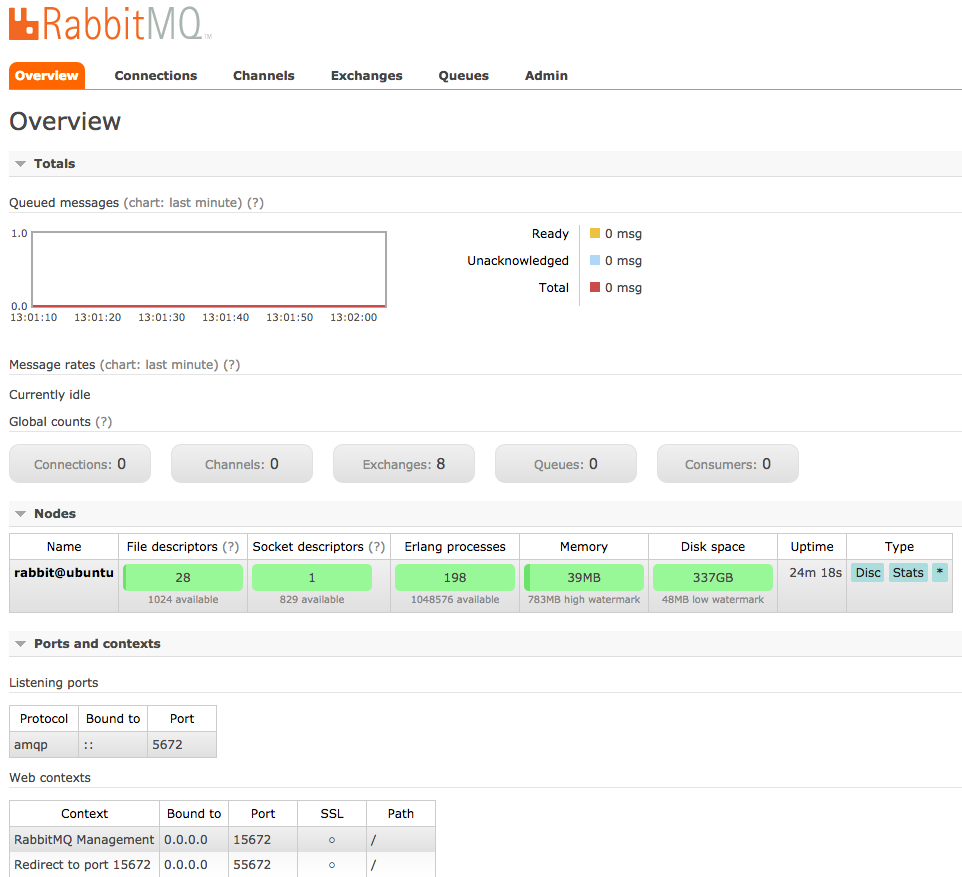 RabbitMQ™
Overview Connections Channels Exchanges Queues Admin
Overview
Totals
Queued messages (chart: last minute) (?)
1.0
0.0
13:01:10 13:01:20 13:01:30 13:01:40 13:01:50 13:02:00
Ready 0 msg
Unacknowledged 0 msg
Total 0 msg
Message rates (chart: last minute) (?)
Currently idle
Global counts (?)
Connections: 0 Channels: 0 Exchanges: 8 Queues: 0 Consumers: 0
Nodes
Name File descriptors (?) Socket descriptors (?) Erlang processes Memory Disk space Uptime Type
rabbit@ubuntu 28 1 198 39MB 337GB 24m 18s Disc Stats *
1024 available 829 available 1048576 available 783MB high watermark 48MB low watermark
Ports and contexts
Listening ports
Protocol Bound to Port
amqp :: 5672
Web contexts
Context Bound to Port SSL Path
RabbitMQ Management 0.0.0.0 15672 ○ /
Redirect to port 15672 0.0.0.0 55672 ○ /